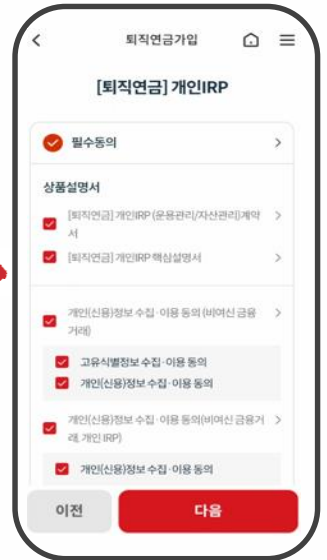 퇴직연금가입
[퇴직연금] 개인IRP
필수동의
상품설명서
[퇴직연금] 개인IRP (운용관리/자산관리)계약
서
[퇴직연금] 개인IRP 핵심설명서
개인(신용)정보 수집·이용 동의 (비여신 금융
거래)
고유식별정보 수집·이용 동의
개인(신용)정보 수집·이용 동의
개인(신용)정보 수집·이용 동의(비여신 금융거
래, 개인 IRP)
개인(신용)정보 수집·이용 동의
이전
다음